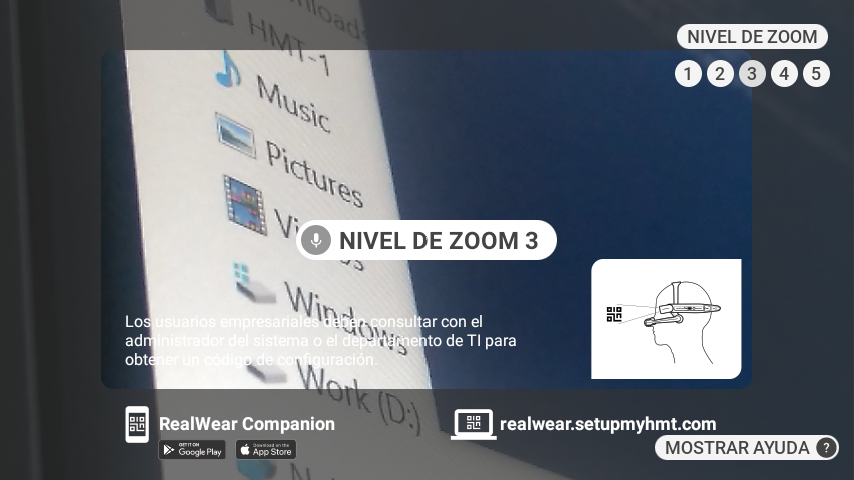 HMT-1
NIVEL DE ZOOM
1 2 3 4 5
Music
Pictures
NIVEL DE ZOOM 3
Windows
Los usuarios empresariales deben consultar con el
administrador del sistema o el departamento de TI para
obtener un código de configuración.
Work (D:)
RealWear Companion
GET IT ON
Google Play
Download on the
App Store
realwear.setupmyhmt.com
MOSTRAR AYUDA ?